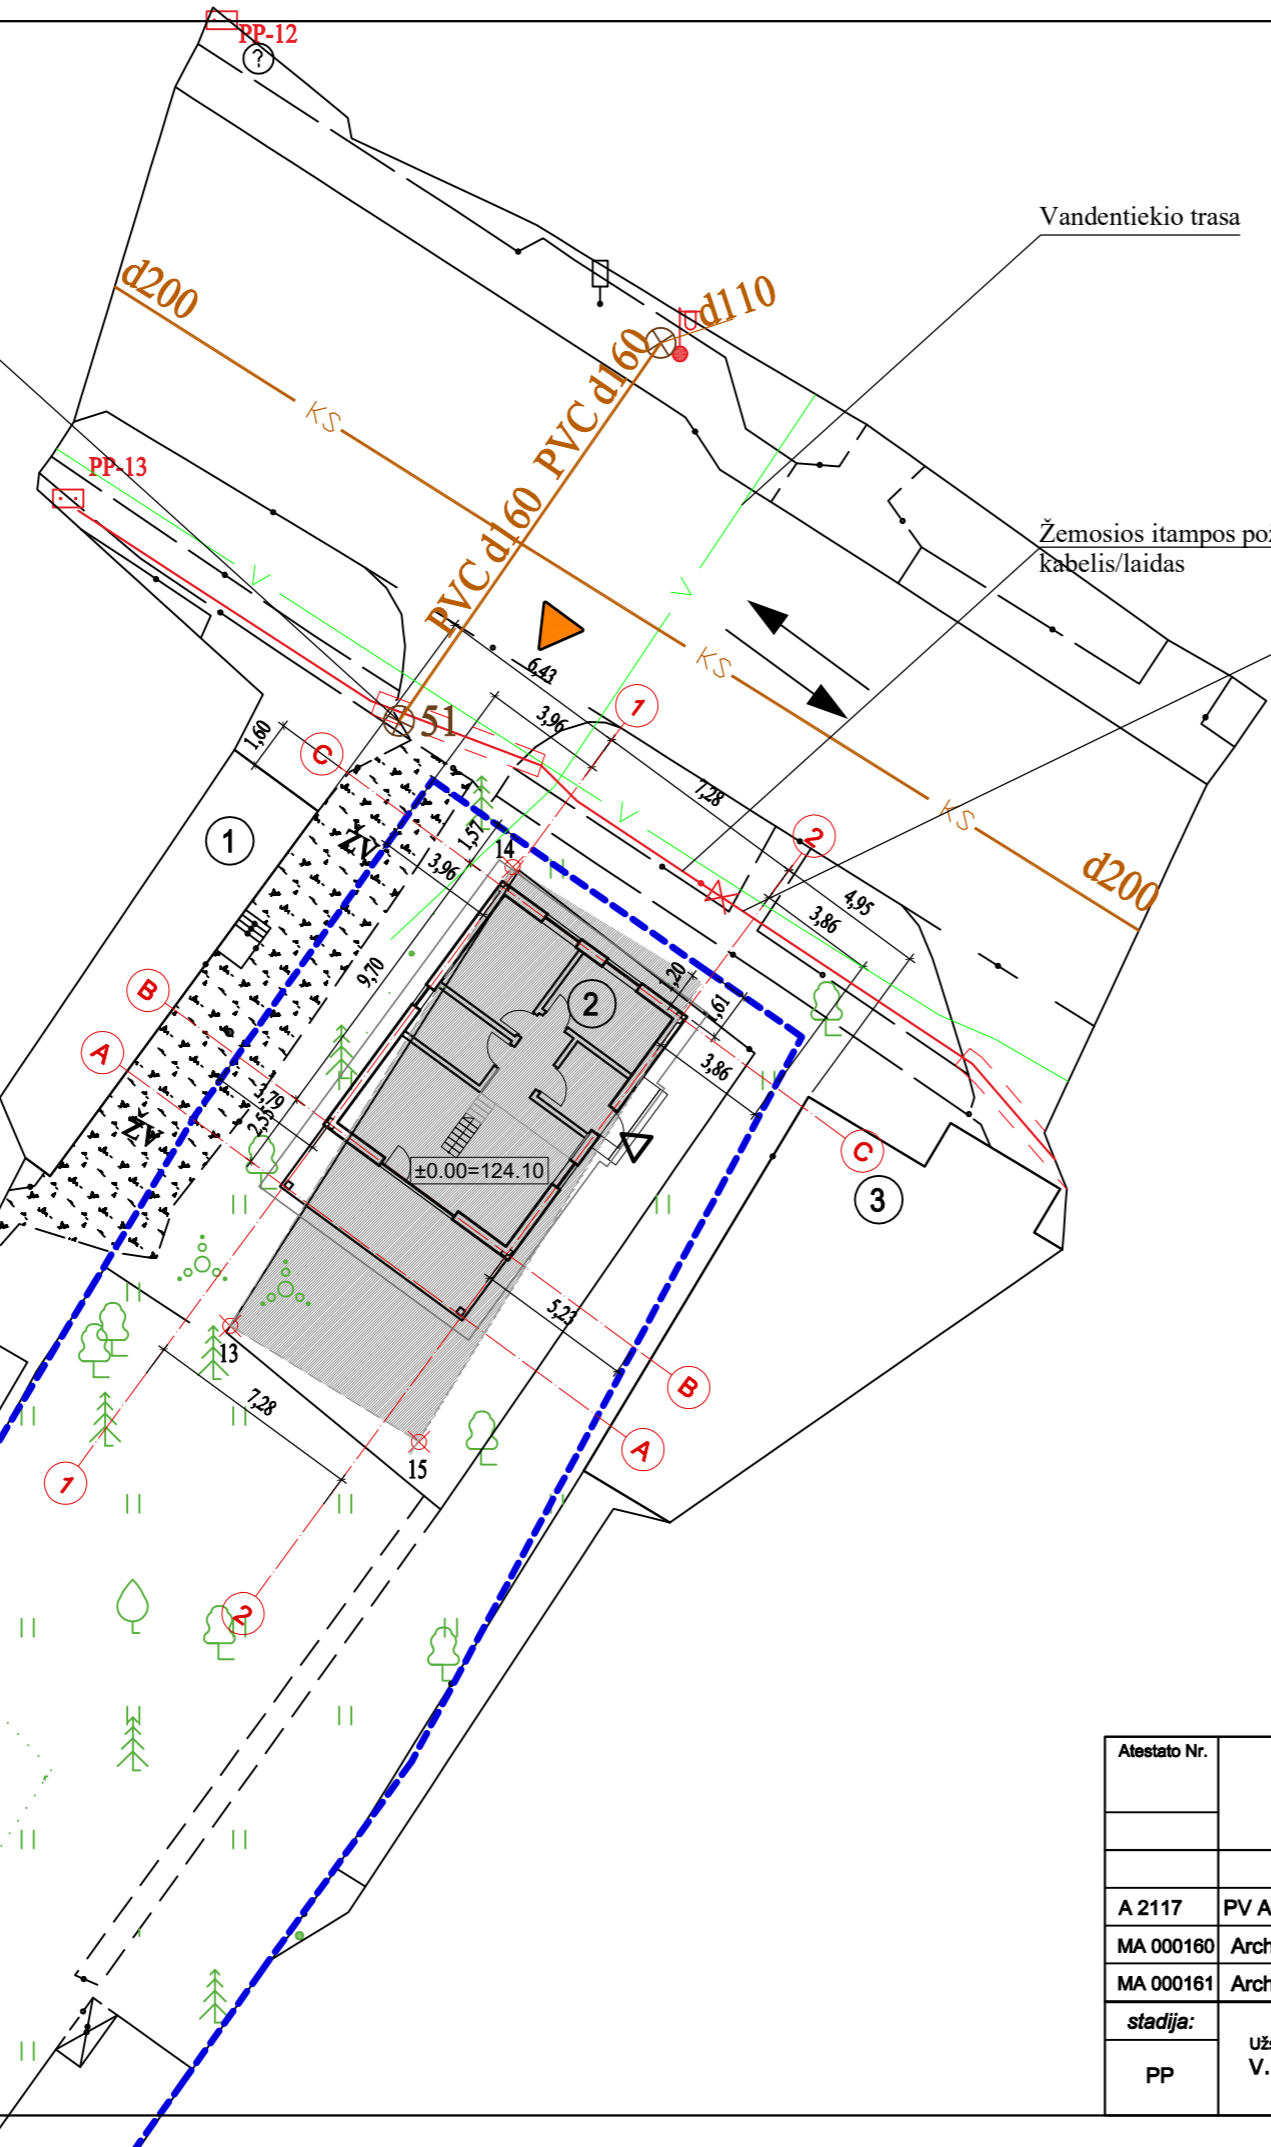 PP-12
?
Vandentiekio trasa
d200
d110
PVC d160
KS
PP-13
Žemosios itampos
kabelis/laidas
PVC d160
V
V
6,43
KS
1
3,96
51
1,60
C
7,28
V
KS
2
1
ŽV
1,57
14
3,96
d200
4,95
3,86
9,70
1,20
2
1,61
B
A
3,86
3,79
2,55
ŽV
±0.00=124.10
C
3
5,23
13
B
7,28
A
15
1
2
Atestato Nr.
A 2117
PV
MA 000160
MA 000161
stadija:
PP
V.